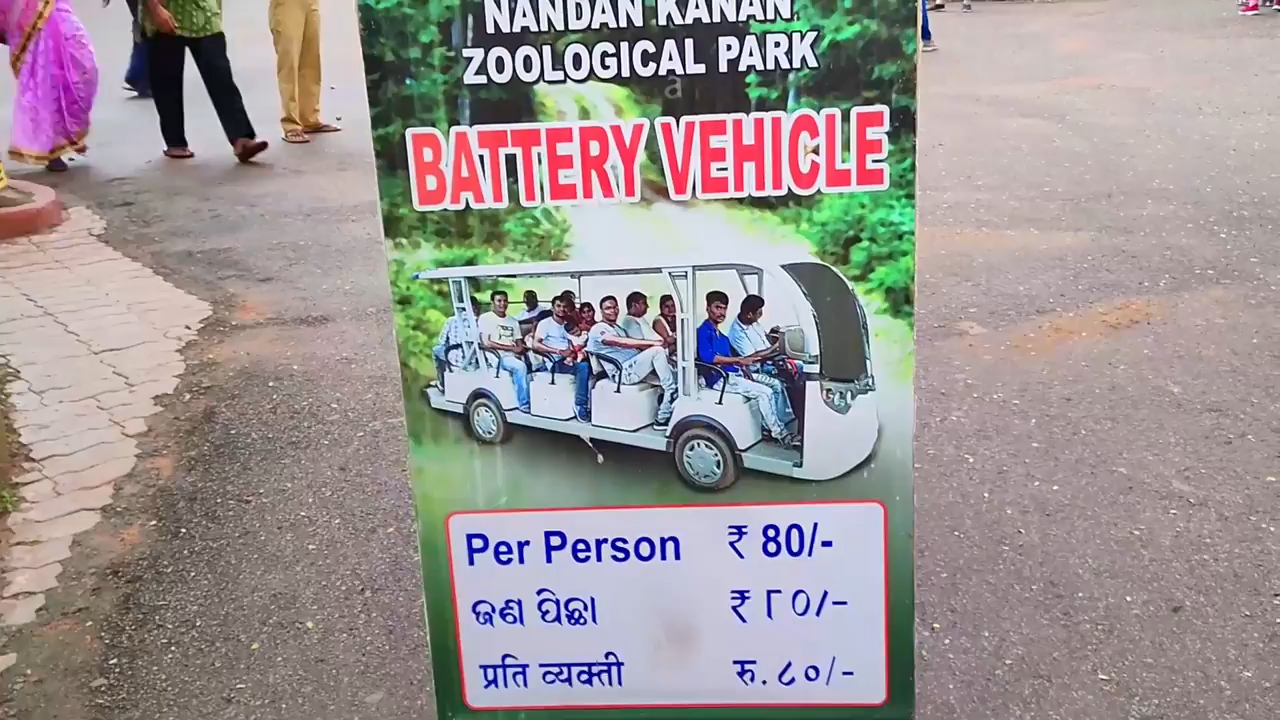 NANDAN KANAN
ZOOLOGICAL PARK
BATTERY VEHICLE
Per Person ₹ 80/-
ଜଣ ପିଛା ₹ ୮୦/-
प्रति व्यक्ती रु. ८०/-